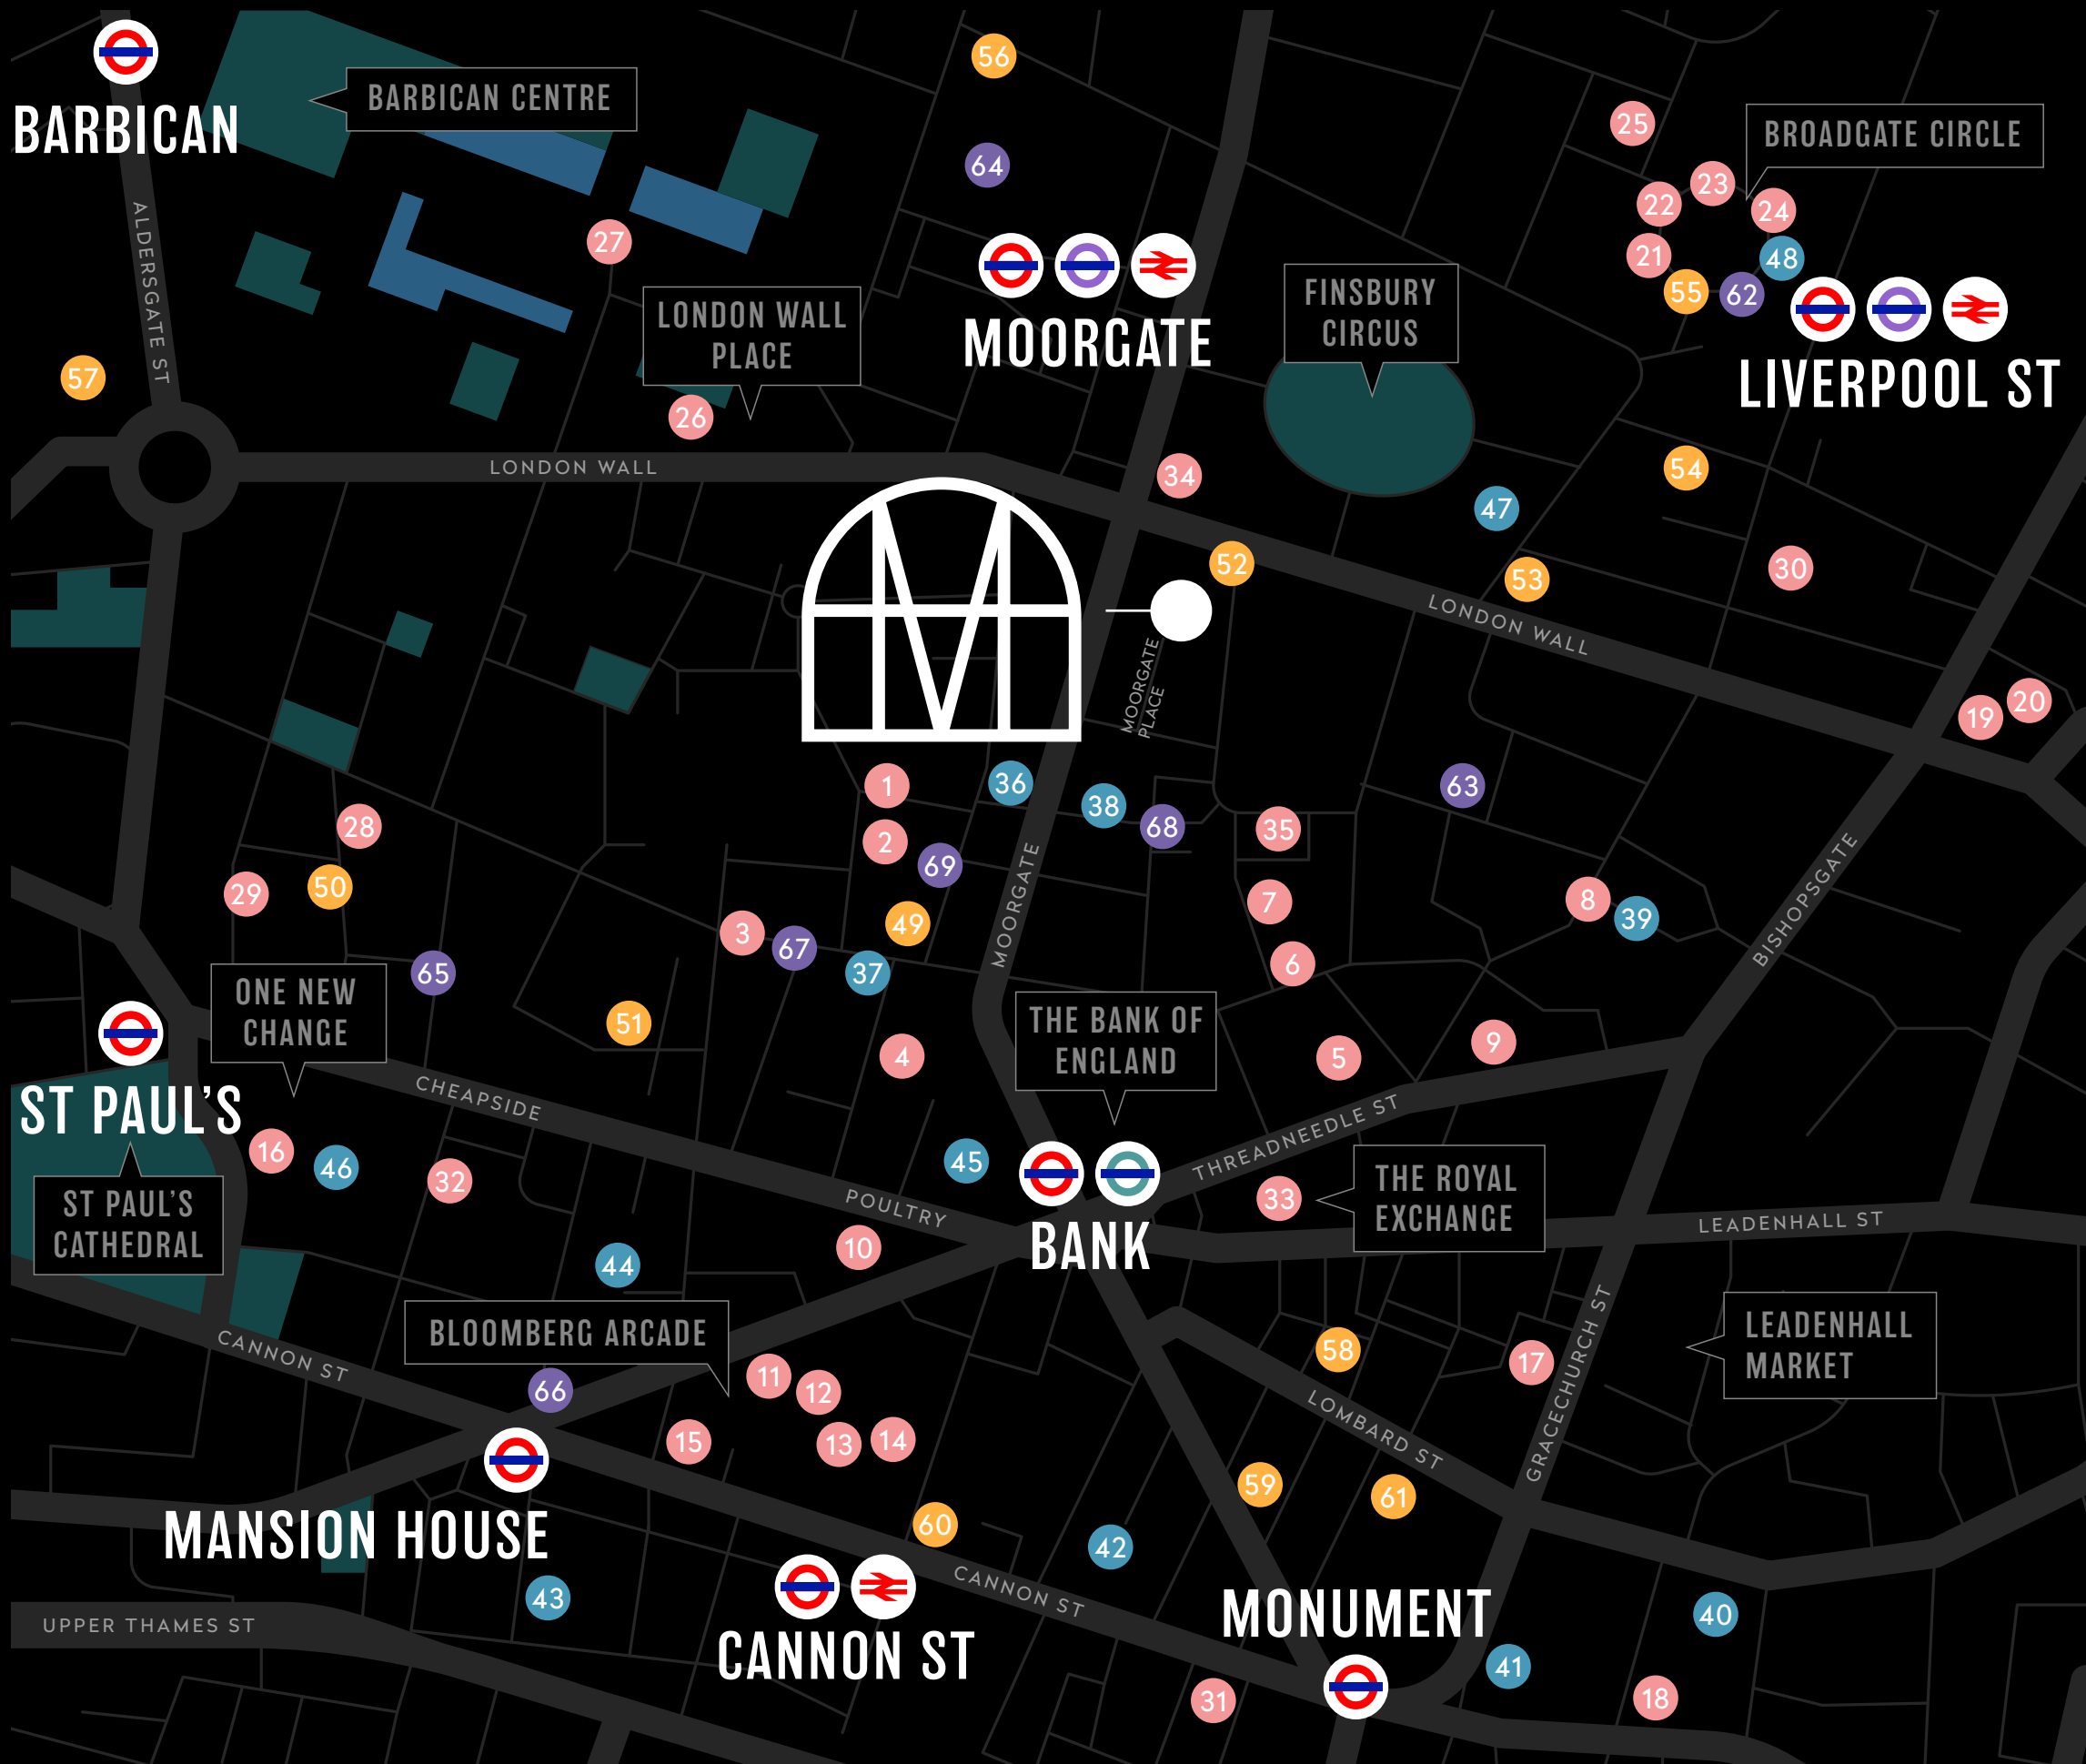 56
BARBICAN CENTRE
25
BROADGATE CIRCLE
BARBICAN
64
23
22
24
27
21
48
55
62
ALDERSGATE ST
LONDON WALL
PLACE
MOORGATE
FINSBURY
CIRCUS
LIVERPOOL ST
57
26
LONDON WALL
34
54
47
52
53
30
LONDON WALL
MOORGATE
PLACE
19
20
1
36
38
63
28
2
68
35
69
29
50
49
7
8
39
MOORGATE
BISHOPSGATE
3
67
37
65
6
ONE NEW
CHANGE
51
4
THE BANK OF
ENGLAND
5
9
ST PAUL'S
CHEAPSIDE
THREADNEEDLE ST
16
46
32
45
33
THE ROYAL
EXCHANGE
ST PAUL'S
CATHEDRAL
POULTRY
LEADENHALL ST
10
BANK
44
BLOOMBERG ARCADE
CANNON ST
58
17
LEADENHALL
MARKET
GRACECHURCH ST
66
11
12
15
13
14
LOMBARD ST
59
61
MANSION HOUSE
60
42
43
CANNON ST
UPPER THAMES ST
MONUMENT
40
CANNON ST
41
31
18